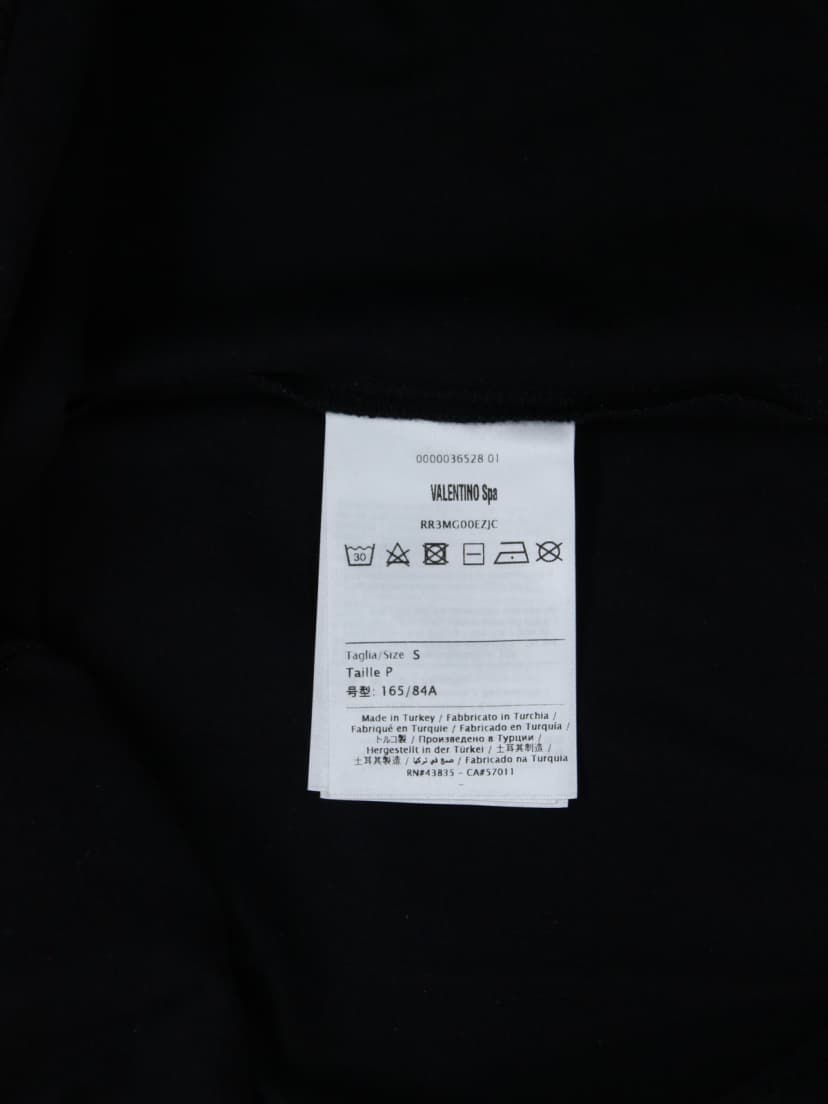 0000036528 01
VALENTINO Spa
RR3MG00EZJC
30
Taglia/Size S
Taille P
号型: 165/84A
Made in Turkey / Fabbricato in Turchia /
Fabriqué en Turquie / Fabricado en Turquía /
トルコ製 / Произведено в Турции /
Hergestellt in der Türkei / 土耳其制造 /
土耳其製造 / صنع في تركيا / Fabricado na Turquia
RN#43835 - CA#57011